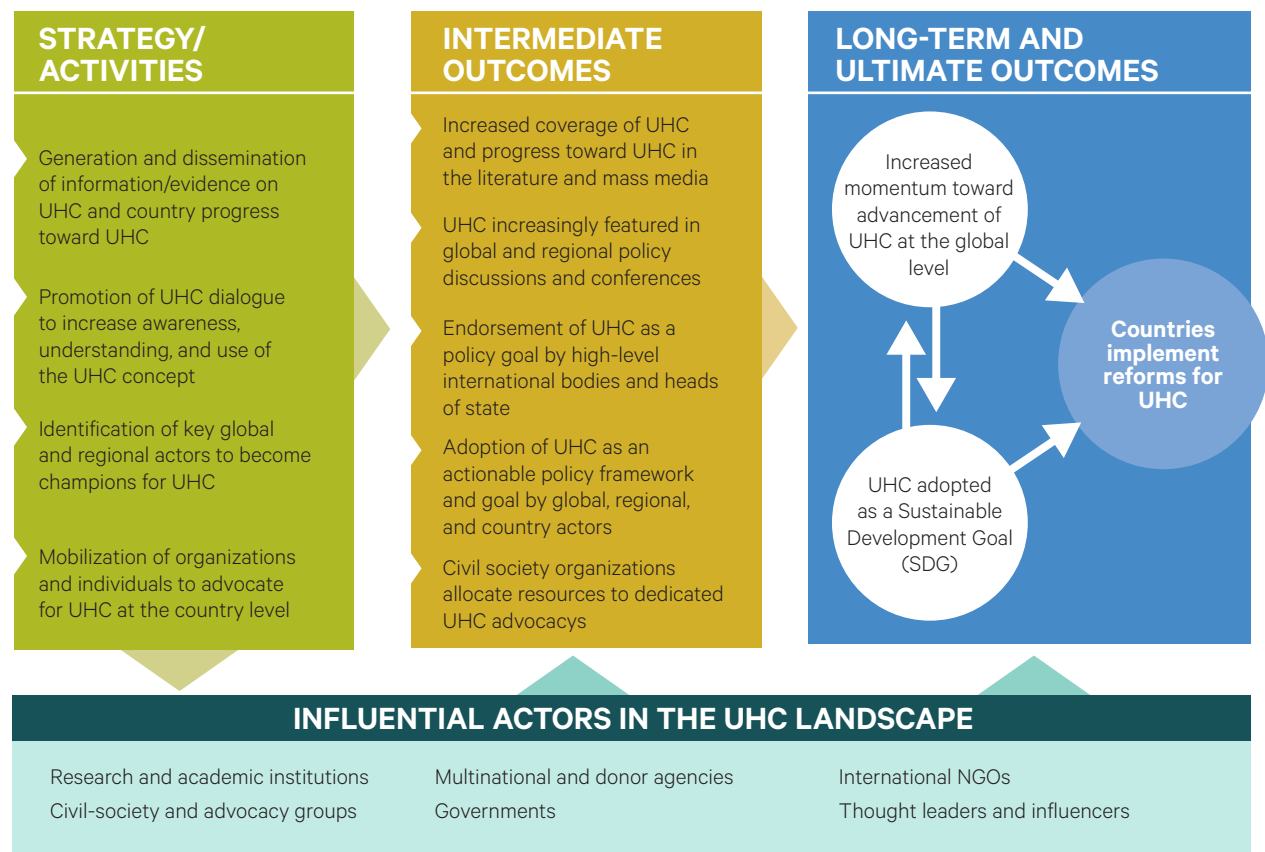 STRATEGY/
ACTIVITIES
Generation and dissemination
of information/evidence on
UHC and country progress
toward UHC
Promotion of UHC dialogue
to increase awareness,
understanding, and use of
the UHC concept
Identification of key global
and regional actors to become
champions for UHC
Mobilization of organizations
and individuals to advocate
for UHC at the country level
INTERMEDIATE
OUTCOMES
Increased coverage of UHC
and progress toward UHC in
the literature and mass media
UHC increasingly featured in
global and regional policy
discussions and conferences
Endorsement of UHC as a
policy goal by high-level
international bodies and heads
of state
Adoption of UHC as an
actionable policy framework
and goal by global, regional,
and country actors
Civil society organizations
allocate resources to dedicated
UHC advocacys
LONG-TERM AND
ULTIMATE OUTCOMES
Increased
momentum toward
advancement of
UHC at the global
level
Countries
implement
reforms for
UHC
UHC adopted
as a Sustainable
Development Goal
(SDG)
INFLUENTIAL ACTORS IN THE UHC LANDSCAPE
Research and academic institutions
Civil-society and advocacy groups
Multinational and donor agencies
Governments
International NGOs
Thought leaders and influencers